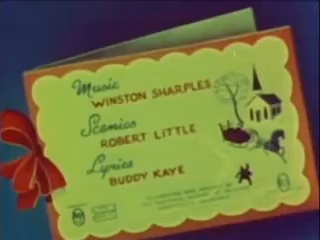 Music
WINSTON SHARPLES
Scenics
ROBERT LITTLE
Lyrics
BUDDY KAYE